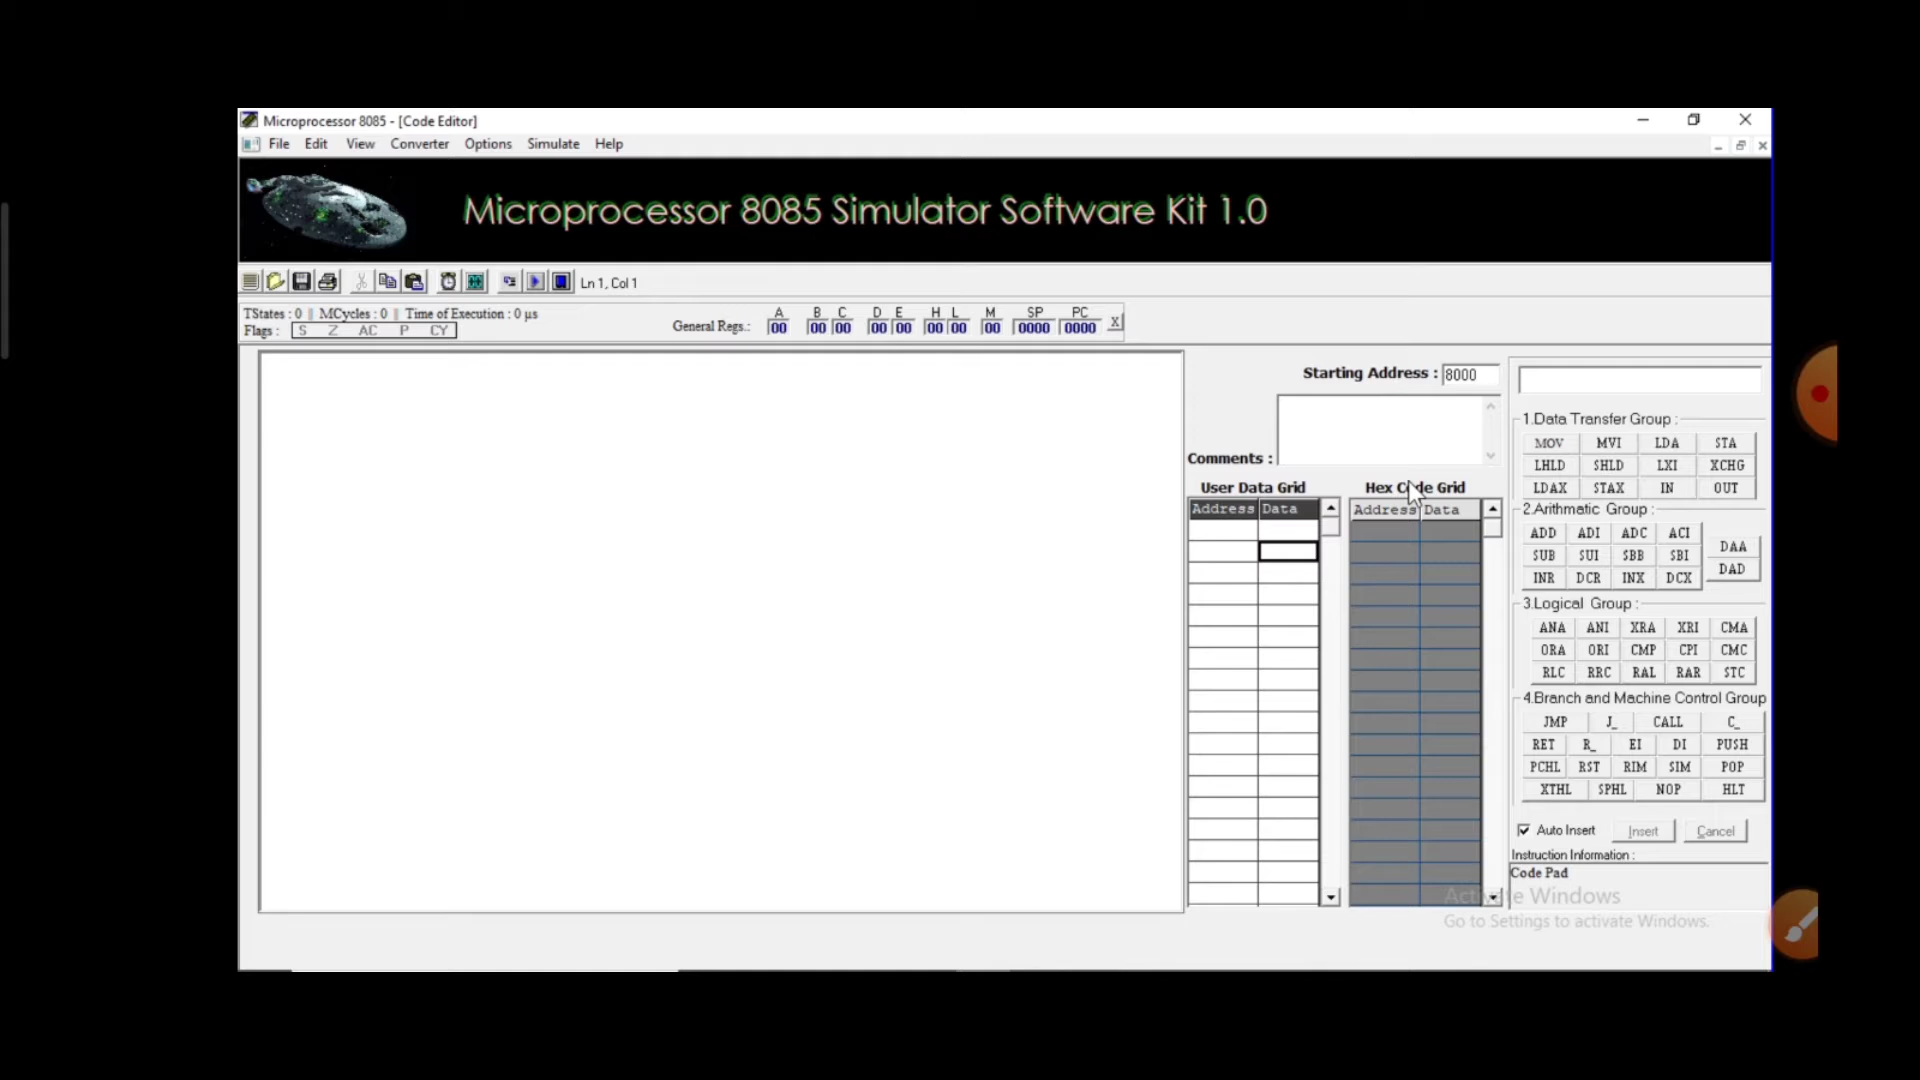 Microprocessor 8085 - [Code Editor]
File Edit View Converter Options Simulate Help
Microprocessor 8085 Simulator Software Kit 1.0
Ln 1, Col 1
TStates : 0 || MCycles : 0 || Time of Execution : 0 µs
Flags : S Z AC P CY
General Regs.:
A B C D E H L M SP PC
00 00 00 00 00 00 00 00 0000 0000 X
Starting Address : 8000
Comments :
User Data Grid
Address Data
Hex Code Grid
Address Data
1.Data Transfer Group :
MOV MVI LDA STA
LHLD SHLD LXI XCHG
LDAX STAX IN OUT
2.Arithmatic Group :
ADD ADI ADC ACI
SUB SUI SBB SBI
INR DCR INX DCX
DAA
DAD
3.Logical Group :
ANA ANI XRA XRI CMA
ORA ORI CMP CPI CMC
RLC RRC RAL RAR STC
4.Branch and Machine Control Group
JMP J_ CALL C_
RET R_ EI DI PUSH
PCHL RST RIM SIM POP
XTHL SPHL NOP HLT
Auto Insert Insert Cancel
Instruction Information :
Code Pad
Activate Windows
Go to Settings to activate Windows.